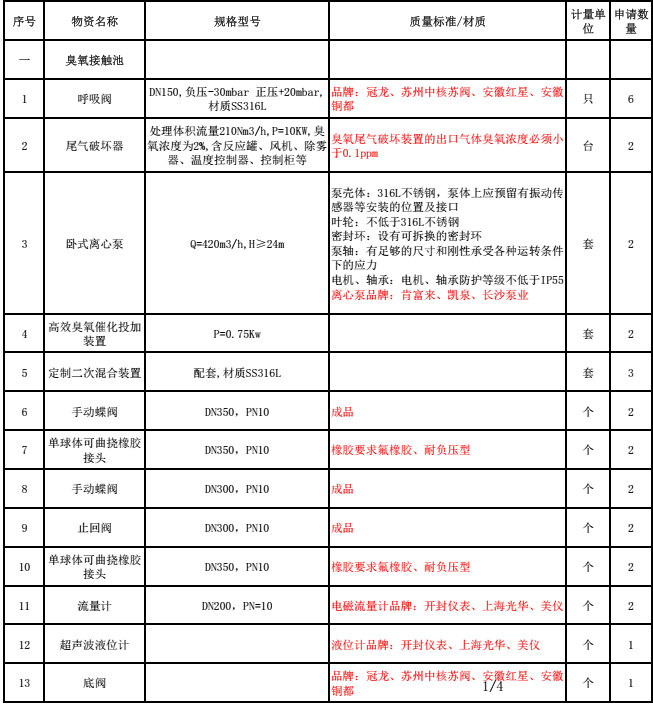 序号 物资名称 规格型号 质量标准/材质 计量单位 申请数量
一 臭氧接触池
1 呼吸阀 DN150,负压-30mbar 正压+20mbar,材质SS316L 品牌：冠龙、苏州中核苏阀、安徽红星、安徽铜都 只 6
2 尾气破坏器 处理体积流量210Nm3/h,P=10KW,臭氧浓度为2%,含反应罐、风机、除雾器、温度控制器、控制柜等 臭氧尾气破坏装置的出口气体臭氧浓度必须小于0.1ppm 台 2
3 卧式离心泵 Q=420m3/h,H≥24m
泵壳体：316L不锈钢，泵体上应预留有振动传感器等安装的位置及接口
叶轮：不低于316L不锈钢
密封环：设有可拆换的密封环
泵轴：有足够的尺寸和刚性承受各种运转条件下的应力
电机、轴承：电机、轴承防护等级不低于IP55
离心泵品牌：肯富来、凯泉、长沙泵业
套 2
4 高效臭氧催化投加装置 P=0.75Kw 套 2
5 定制二次混合装置 配套,材质SS316L 套 3
6 手动蝶阀 DN350，PN10 成品 个 2
7 单球体可曲挠橡胶接头 DN350，PN10 橡胶要求氟橡胶、耐负压型 个 2
8 手动蝶阀 DN300，PN10 成品 个 2
9 止回阀 DN300，PN10 成品 个 2
10 单球体可曲挠橡胶接头 DN350，PN10 橡胶要求氟橡胶、耐负压型 个 2
11 流量计 DN200，PN=10 电磁流量计品牌：开封仪表、上海光华、美仪 个 2
12 超声波液位计 液位计品牌：开封仪表、上海光华、美仪 个 1
13 底阀 品牌：冠龙、苏州中核苏阀、安徽红星、安徽铜都 个 1
1/4